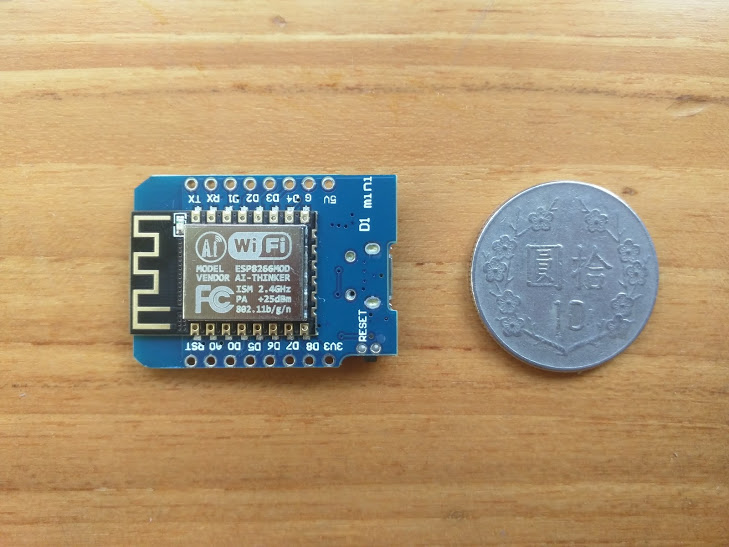 TX RX D1 D2 D3 D4 G 5V
D1 mini
Ai WiFi
MODEL ESP8266MOD
VENDOR AI-THINKER
FC ISM 2.4GHz
PA +25dBm
802.11b/g/n
RESET
RST A0 D0 D5 D6 D7 D8 3V3
拾圓
10